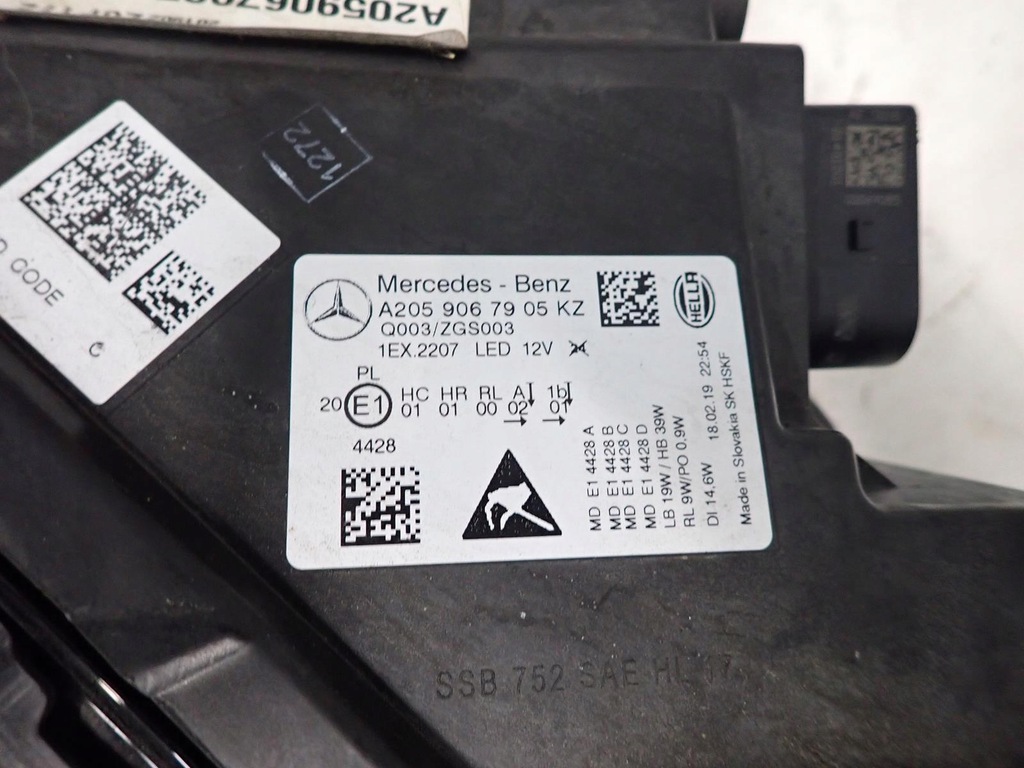 A2059067905
1272
D CODE
C
Mercedes - Benz
A205 906 79 05 KZ
Q003/ZGS003
HELLA
1EX.2207 LED 12V
PL
20 E1 HC HR RL A 1b
01 01 00 02 01
4428
MD E1 4428 A
MD E1 4428 B
MD E1 4428 C
MD E1 4428 D
LB 19W / HB 39W
RL 9W/PO 0,9W
DI 14,6W 18.02.19 22:54
Made in Slovakia SK HSKF
SSB 752 SAE HL 17